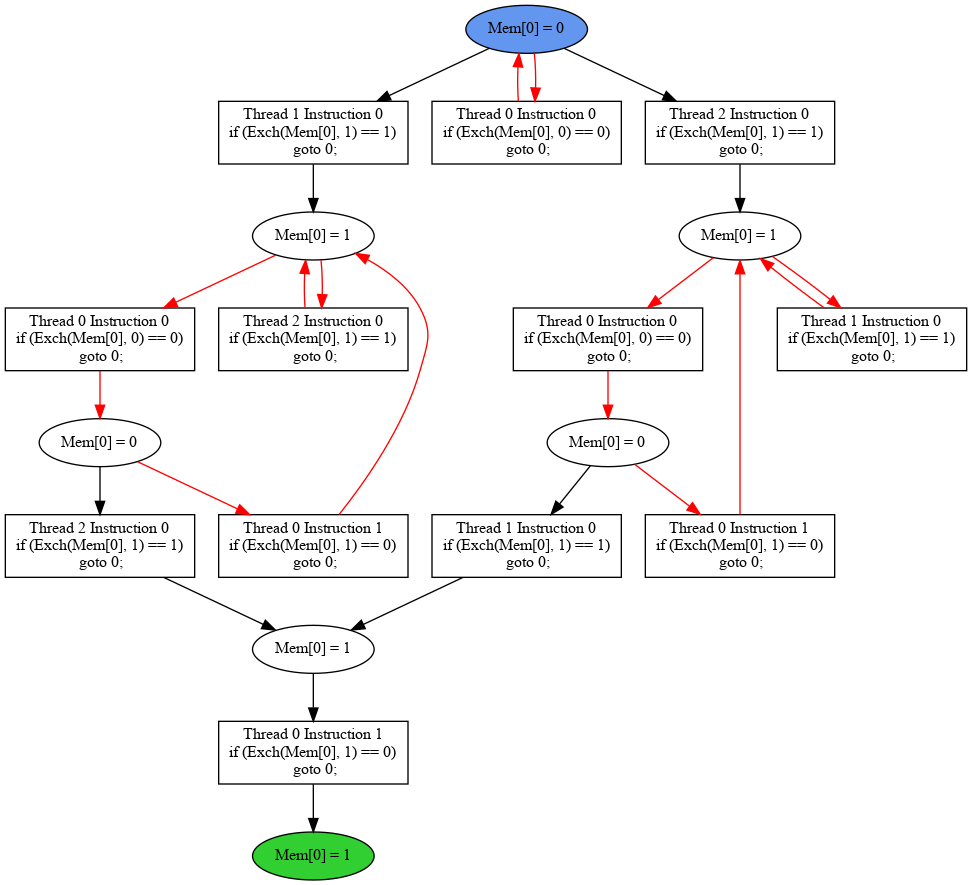 Mem[0] = 0
Thread 1 Instruction 0
if (Exch(Mem[0], 1) == 1)
goto 0;
Thread 0 Instruction 0
if (Exch(Mem[0], 0) == 0)
goto 0;
Thread 2 Instruction 0
if (Exch(Mem[0], 1) == 1)
goto 0;
Mem[0] = 1
Mem[0] = 1
Thread 0 Instruction 0
if (Exch(Mem[0], 0) == 0)
goto 0;
Thread 2 Instruction 0
if (Exch(Mem[0], 1) == 1)
goto 0;
Thread 0 Instruction 0
if (Exch(Mem[0], 0) == 0)
goto 0;
Thread 1 Instruction 0
if (Exch(Mem[0], 1) == 1)
goto 0;
Mem[0] = 0
Mem[0] = 0
Thread 2 Instruction 0
if (Exch(Mem[0], 1) == 1)
goto 0;
Thread 0 Instruction 1
if (Exch(Mem[0], 1) == 0)
goto 0;
Thread 1 Instruction 0
if (Exch(Mem[0], 1) == 1)
goto 0;
Thread 0 Instruction 1
if (Exch(Mem[0], 1) == 0)
goto 0;
Mem[0] = 1
Thread 0 Instruction 1
if (Exch(Mem[0], 1) == 0)
goto 0;
Mem[0] = 1